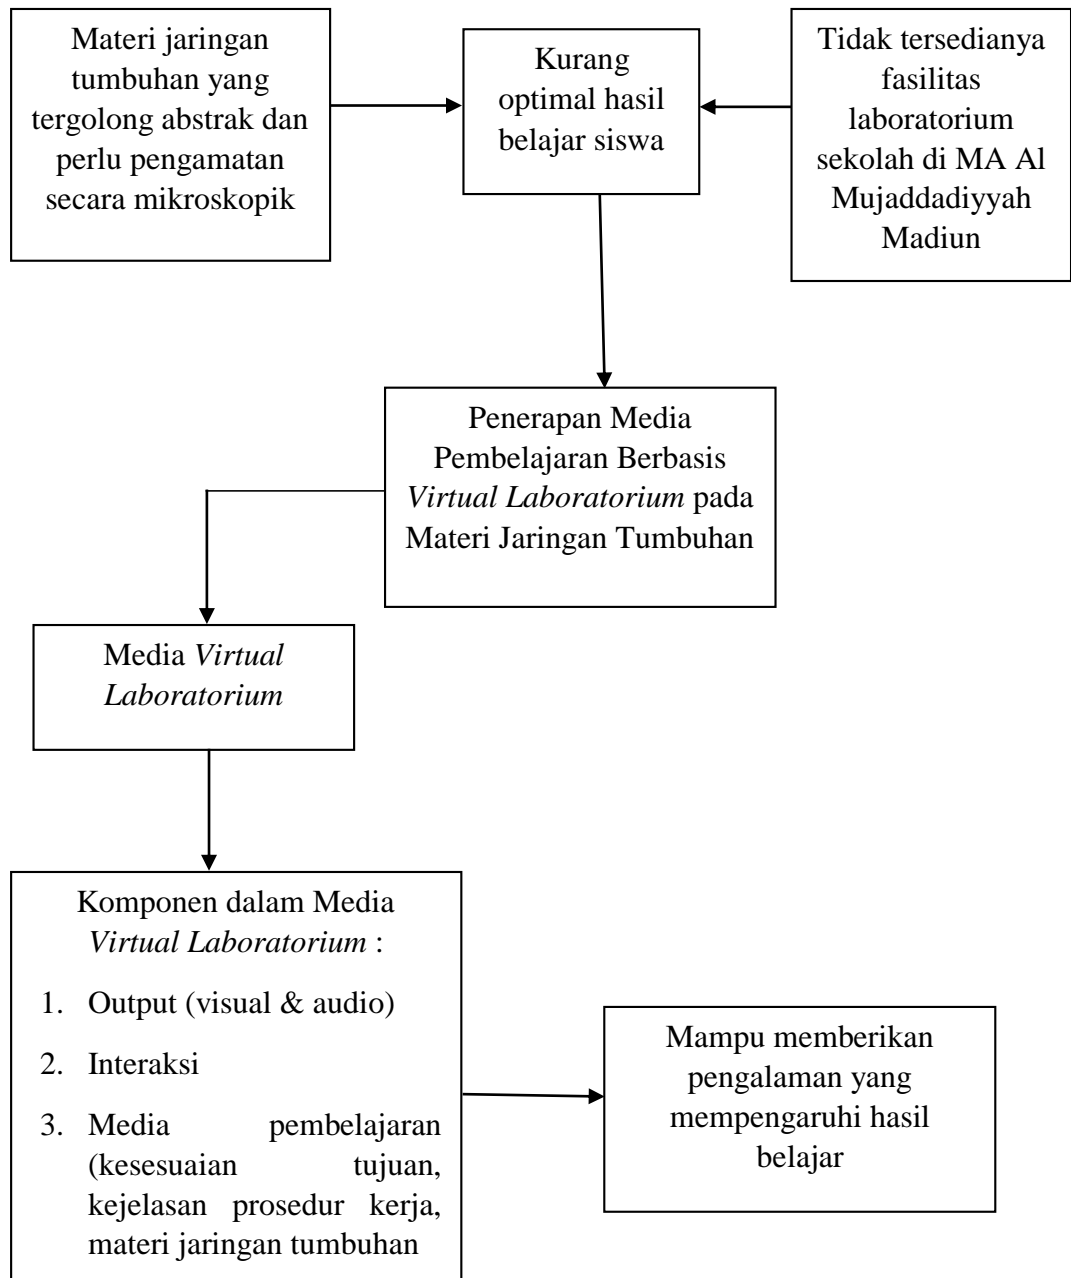 Materi jaringan
tumbuhan yang
tergolong abstrak dan
perlu pengamatan
secara mikroskopik
Kurang
optimal hasil
belajar siswa
Tidak tersedianya
fasilitas
laboratorium
sekolah di MA Al
Mujaddadiyyah
Madiun
Penerapan Media
Pembelajaran Berbasis
Virtual Laboratorium pada
Materi Jaringan Tumbuhan
Media Virtual
Laboratorium
Komponen dalam Media
Virtual Laboratorium :
1. Output (visual & audio)
2. Interaksi
3. Media pembelajaran
(kesesuaian tujuan,
kejelasan prosedur kerja,
materi jaringan tumbuhan
Mampu memberikan
pengalaman yang
mempengaruhi hasil
belajar